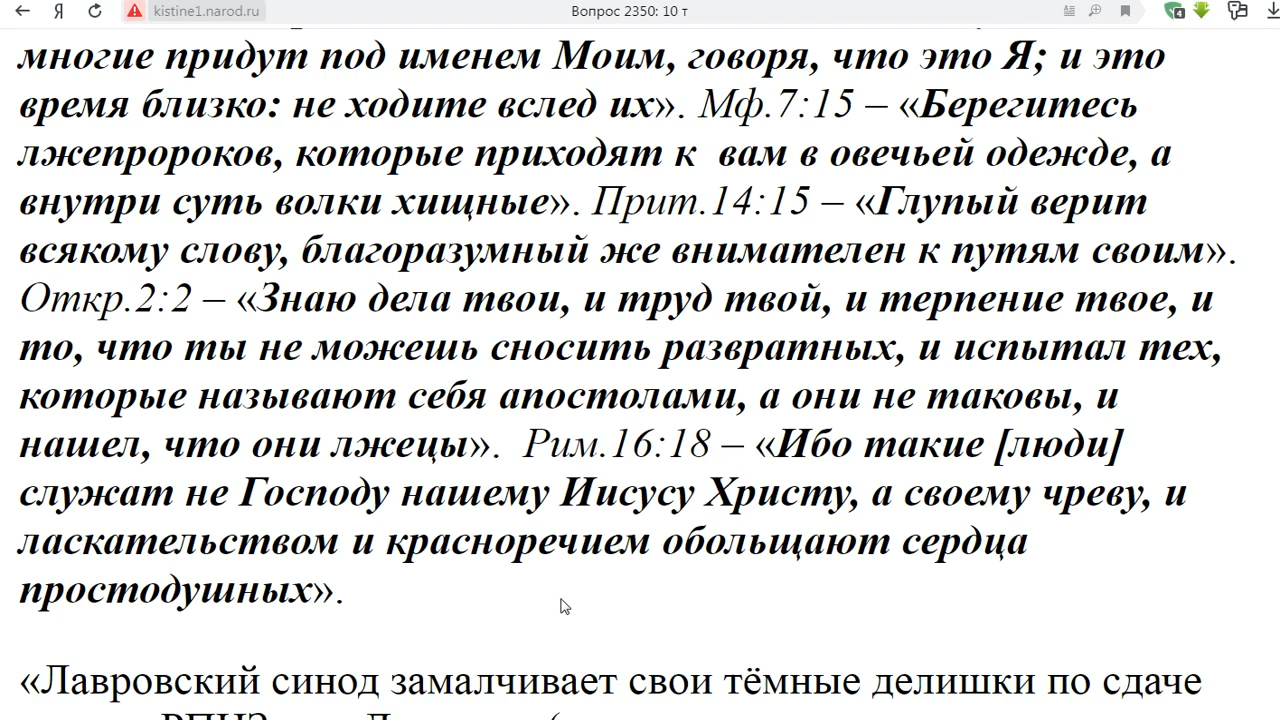 kistine1.narod.ru
Вопрос 2350: 10 т
4
многие придут под именем Моим, говоря, что это Я; и это
время близко: не ходите вслед их». Мф.7:15 – «Берегитесь
лжепророков, которые приходят к вам в овечьей одежде, а
внутри суть волки хищные». Прит.14:15 – «Глупый верит
всякому слову, благоразумный же внимателен к путям своим».
Откр.2:2 – «Знаю дела твои, и труд твой, и терпение твое, и
то, что ты не можешь сносить развратных, и испытал тех,
которые называют себя апостолами, а они не таковы, и
нашел, что они лжецы». Рим.16:18 – «Ибо такие [люди]
служат не Господу нашему Иисусу Христу, а своему чреву, и
ласкательством и красноречием обольщают сердца
простодушных».
«Лавровский синод замалчивает свои тёмные делишки по сдаче